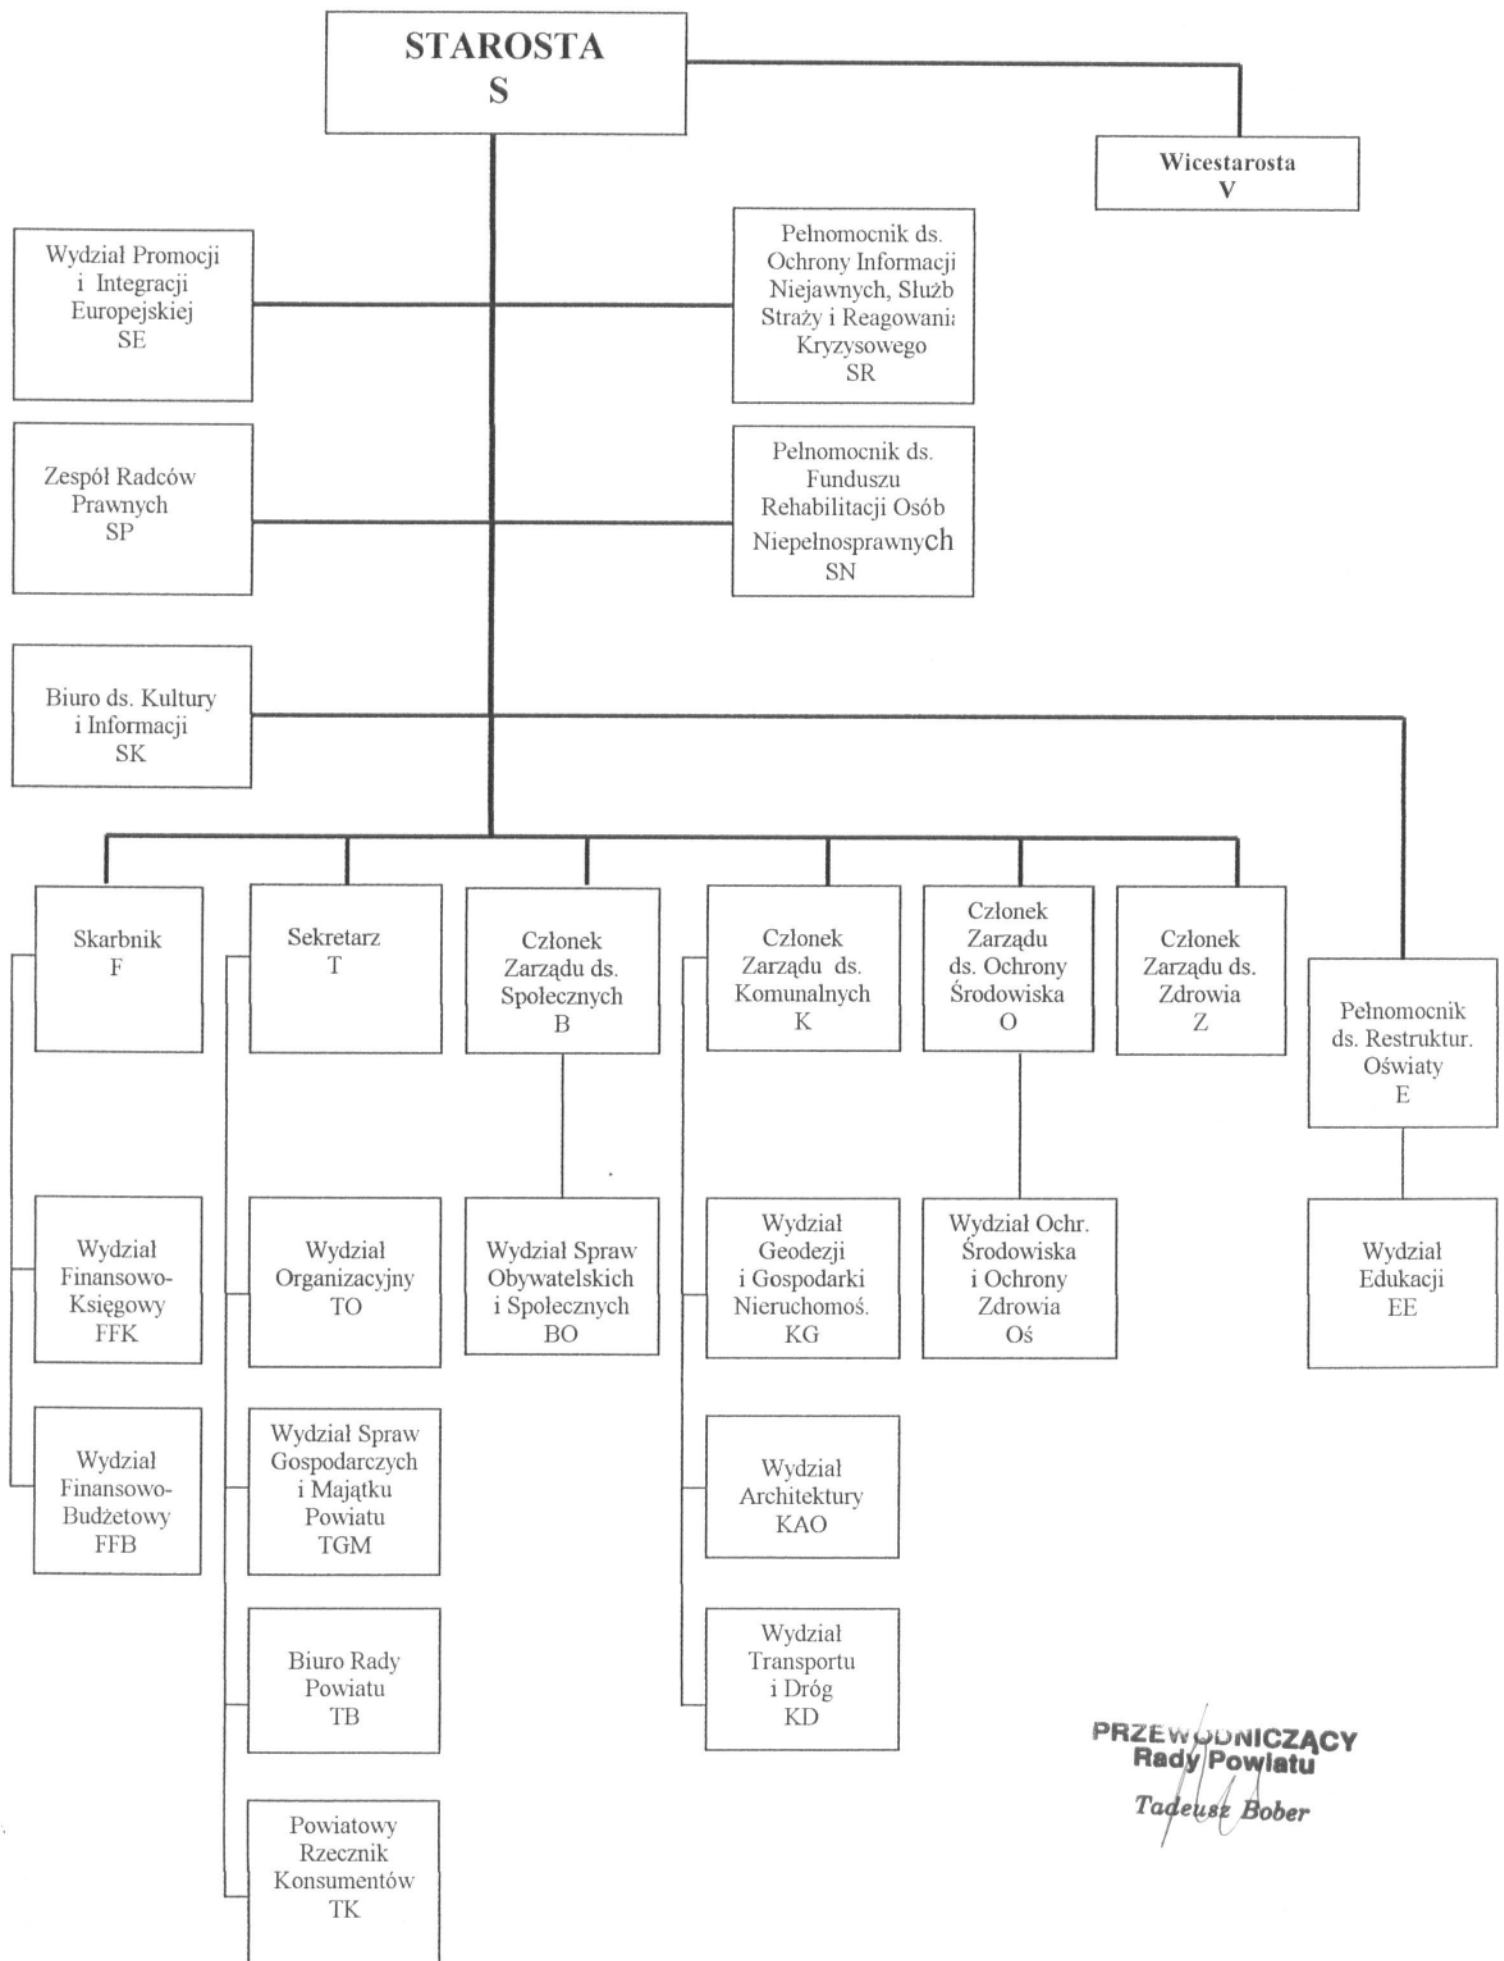 STAROSTA
S
Wicestarosta
V
Wydział Promocji
i Integracji
Europejskiej
SE
Pełnomocnik ds.
Ochrony Informacji
Niejawnych, Służb
Straży i Reagowani
Kryzysowego
SR
Zespół Radców
Prawnych
SP
Pełnomocnik ds.
Funduszu
Rehabilitacji Osób
Niepełnosprawnych
SN
Biuro ds. Kultury
i Informacji
SK
Skarbnik
F
Sekretarz
T
Członek
Zarządu ds.
Społecznych
B
Członek
Zarządu ds.
Komunalnych
K
Członek
Zarządu
ds. Ochrony
Środowiska
O
Członek
Zarządu ds.
Zdrowia
Z
Pełnomocnik
ds. Restruktur.
Oświaty
E
Wydział
Finansowo-
Księgowy
FFK
Wydział
Organizacyjny
TO
Wydział Spraw
Obywatelskich
i Społecznych
BO
Wydział
Geodezji
i Gospodarki
Nieruchomoś.
KG
Wydział Ochr.
Środowiska
i Ochrony
Zdrowia
Oś
Wydział
Edukacji
EE
Wydział
Finansowo-
Budżetowy
FFB
Wydział Spraw
Gospodarczych
i Majątku
Powiatu
TGM
Wydział
Architektury
KAO
Biuro Rady
Powiatu
TB
Wydział
Transportu
i Dróg
KD
Powiatowy
Rzecznik
Konsumentów
TK
PRZEWODNICZĄCY
Rady Powiatu
Tadeusz Bober